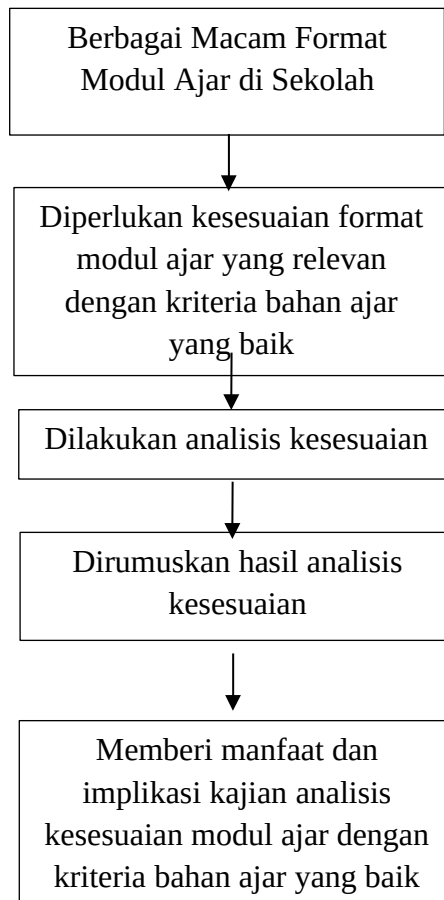 Berbagai Macam Format
Modul Ajar di Sekolah
Diperlukan kesesuaian format
modul ajar yang relevan
dengan kriteria bahan ajar
yang baik
Dilakukan analisis kesesuaian
Dirumuskan hasil analisis
kesesuaian
Memberi manfaat dan
implikasi kajian analisis
kesesuaian modul ajar dengan
kriteria bahan ajar yang baik